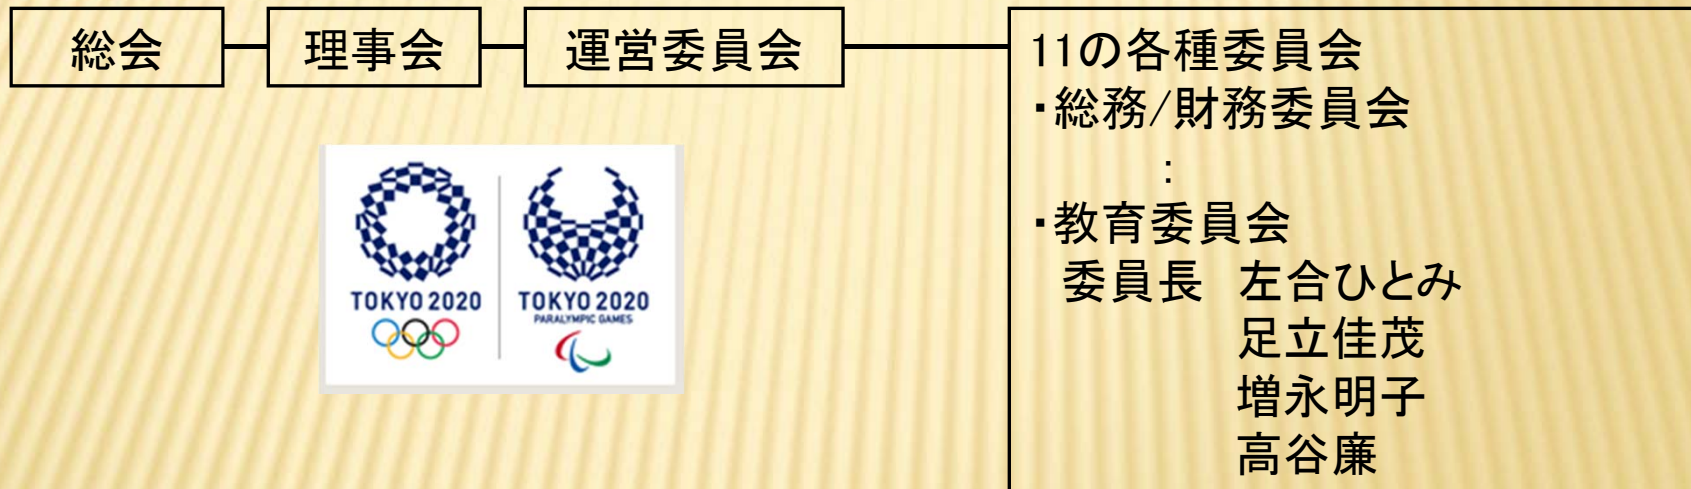 総会
理事会
運営委員会
11の各種委員会
・総務/財務委員会
:
・教育委員会
委員長 左合ひとみ
足立佳茂
増永明子
高谷廉
TOKYO 2020
TOKYO 2020
PARALYMPIC GAMES